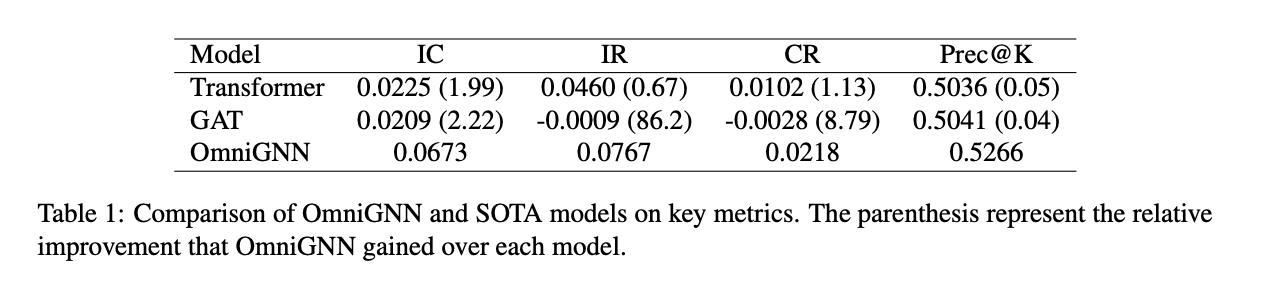 Model IC IR CR Prec@K
Transformer 0.0225 (1.99) 0.0460 (0.67) 0.0102 (1.13) 0.5036 (0.05)
GAT 0.0209 (2.22) -0.0009 (86.2) -0.0028 (8.79) 0.5041 (0.04)
OmniGNN 0.0673 0.0767 0.0218 0.5266
Table 1: Comparison of OmniGNN and SOTA models on key metrics. The parenthesis represent the relative
improvement that OmniGNN gained over each model.